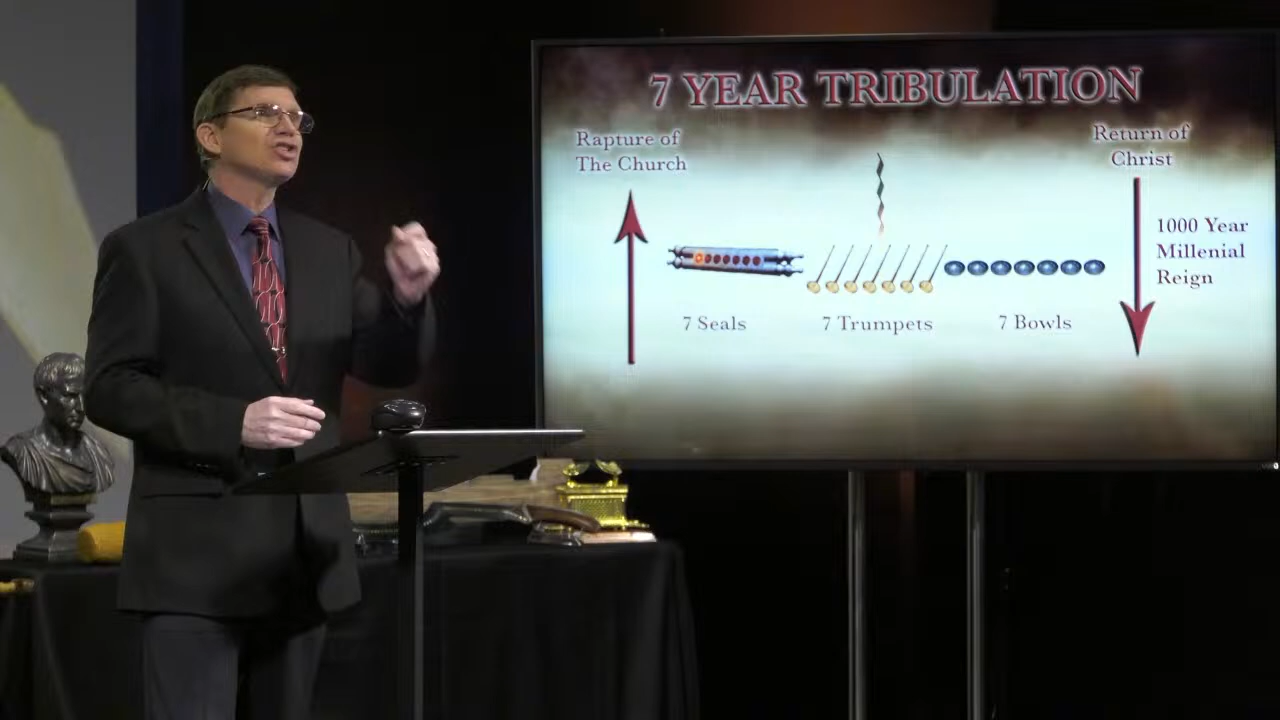 7 YEAR TRIBULATION
Rapture of
The Church
Return of
Christ
1000 Year
Millenial
Reign
7 Seals
7 Trumpets
7 Bowls